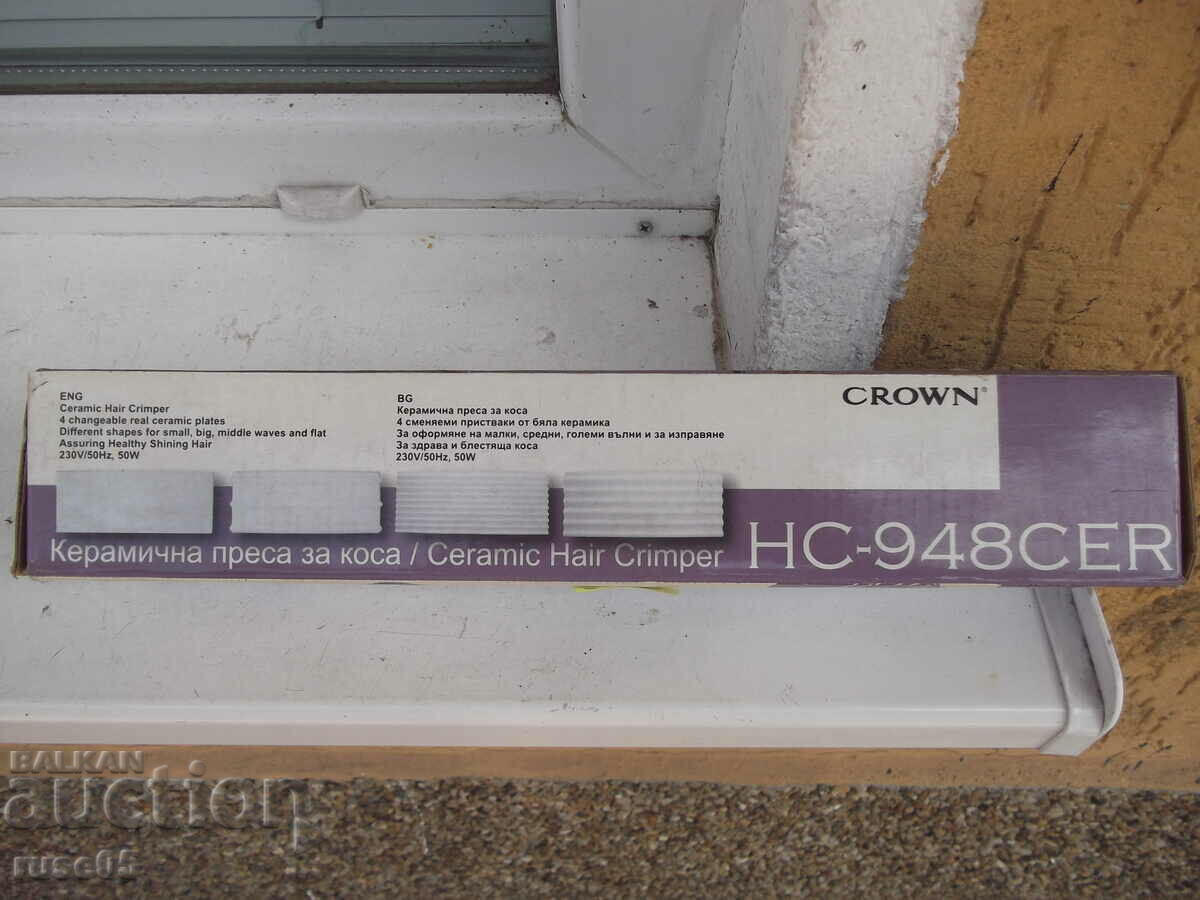 ENG
Ceramic Hair Crimper
4 changeable real ceramic plates
Different shapes for small, big, middle waves and flat
Assuring Healthy Shining Hair
230V/50Hz, 50W
BG
Керамична преса за коса
4 сменяеми приставки от бяла керамика
За оформяне на малки, средни, големи вълни и за изправяне
За здрава и блестяща коса
230V/50Hz, 50W
CROWN®
Керамична преса за коса / Ceramic Hair Crimper
HC-948CER
BALKAN
auction
ruse05